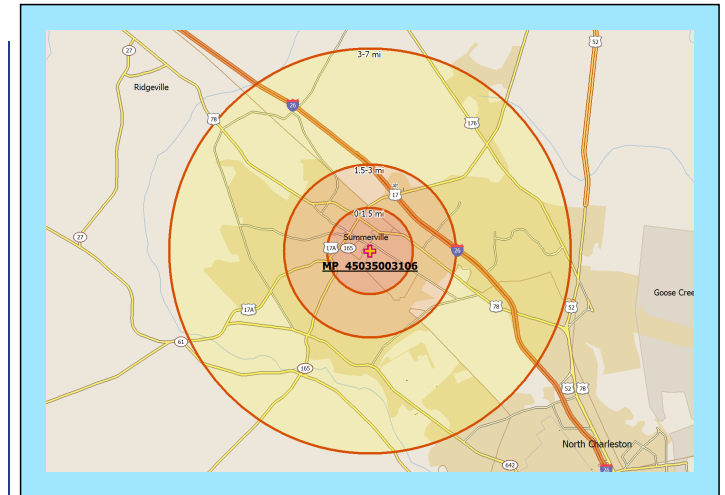 52
27
3-7 mi
Ridgeville
26
78
176
1.5-3 mi
17
0-1.5 mi
Summerville
17A 165
26
MP 45035003106
27
Goose Cree
17A
78
52
61
165
52 78
North Charleston
642
26